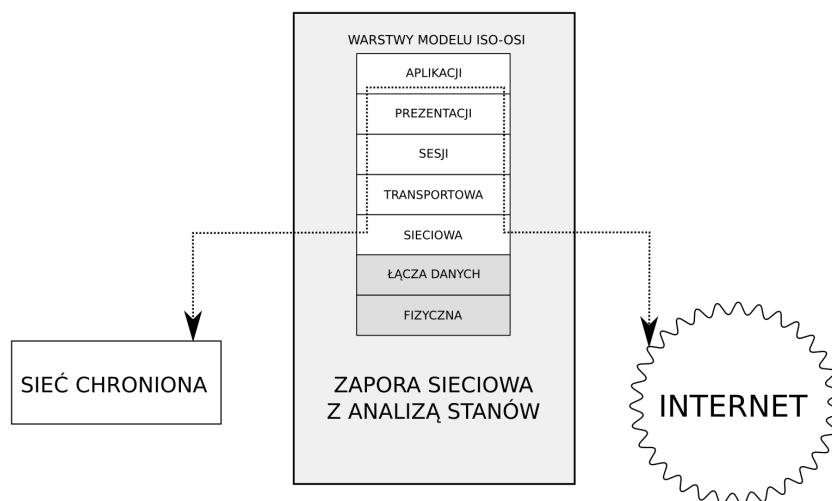 WARSTWY MODELU ISO-OSI
APLIKACJI
PREZENTACJI
SESJI
TRANSPORTOWA
SIECIOWA
ŁĄCZA DANYCH
FIZYCZNA
ZAPORA SIECIOWA
Z ANALIZĄ STANÓW
SIEĆ CHRONIONA
INTERNET